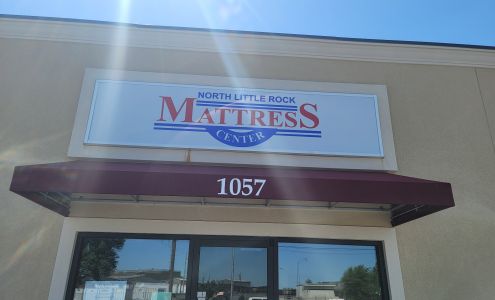 NORTH LITTLE ROCK
MATTRESS
CENTER
1057